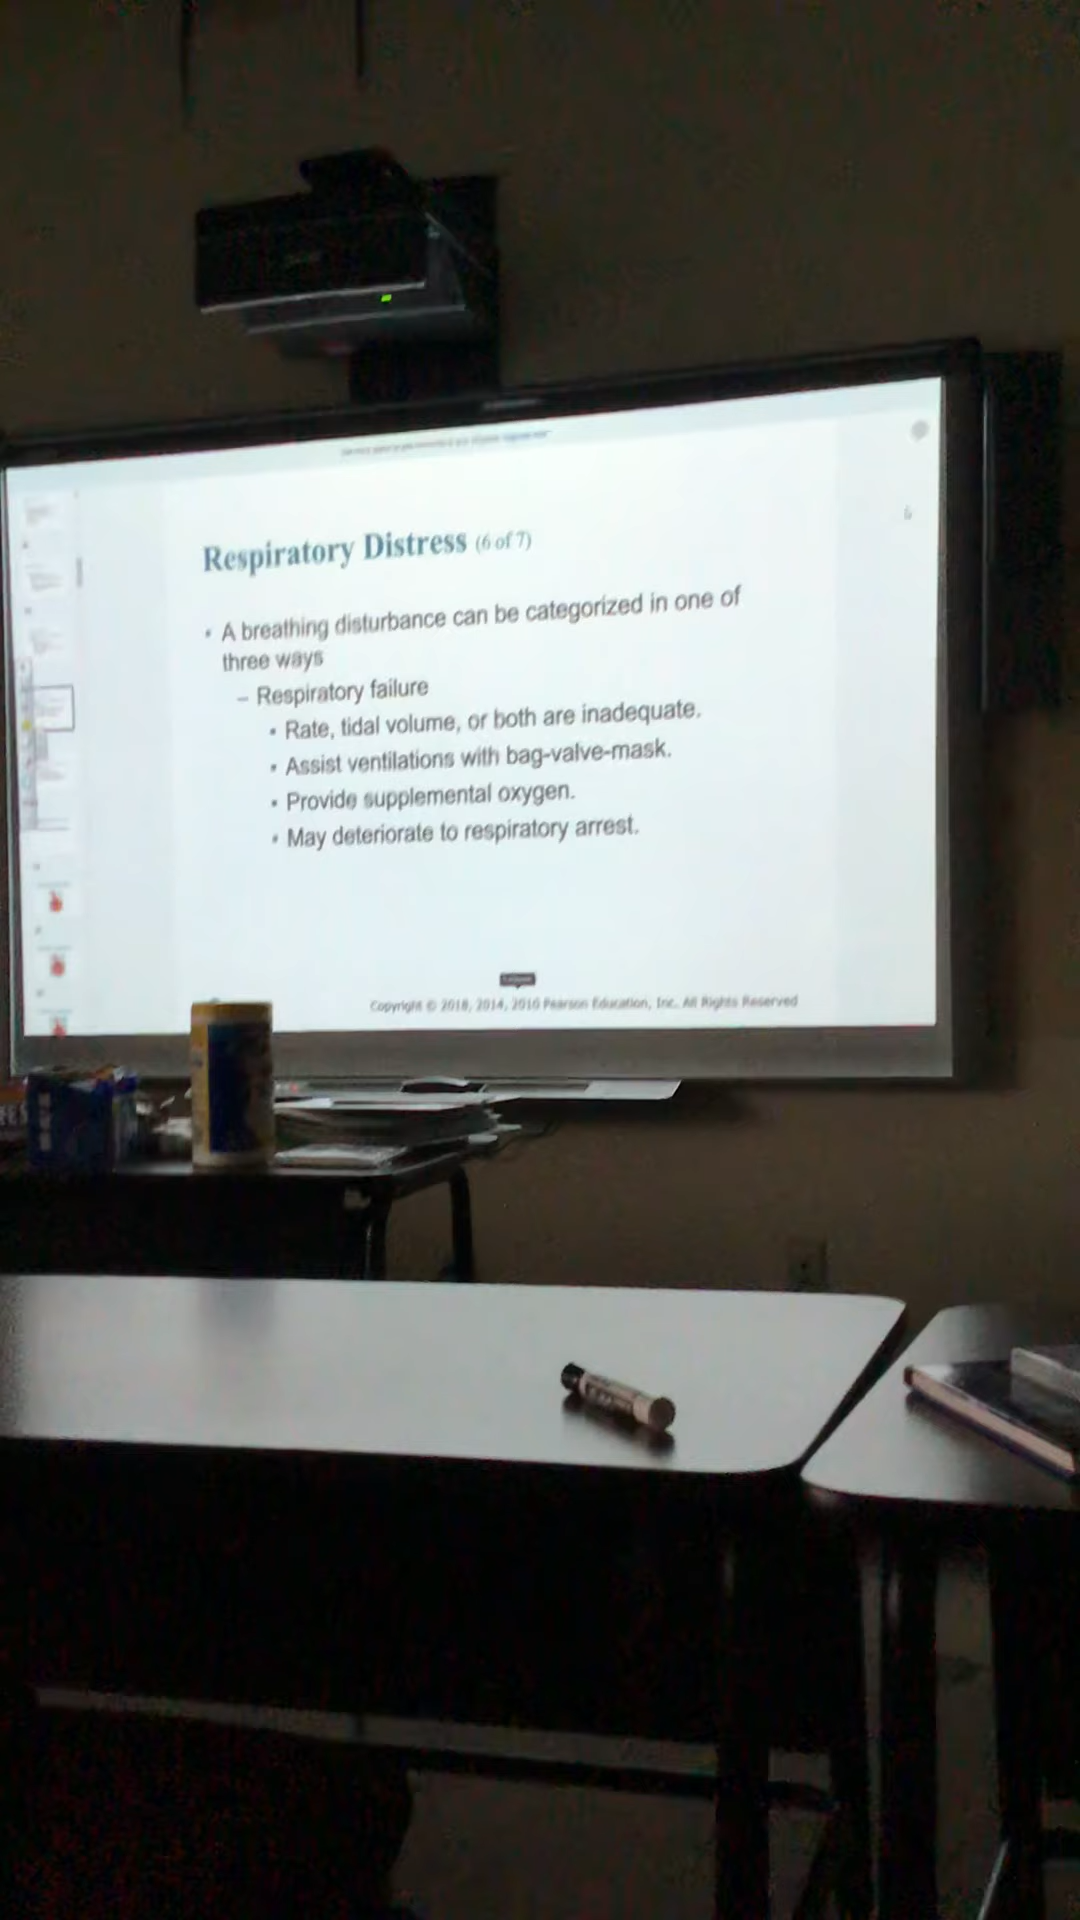 Respiratory Distress (6 of 7)
• A breathing disturbance can be categorized in one of
three ways
– Respiratory failure
• Rate, tidal volume, or both are inadequate.
• Assist ventilations with bag-valve-mask.
• Provide supplemental oxygen.
• May deteriorate to respiratory arrest.
Copyright © 2018, 2014, 2010 Pearson Education, Inc. All Rights Reserved